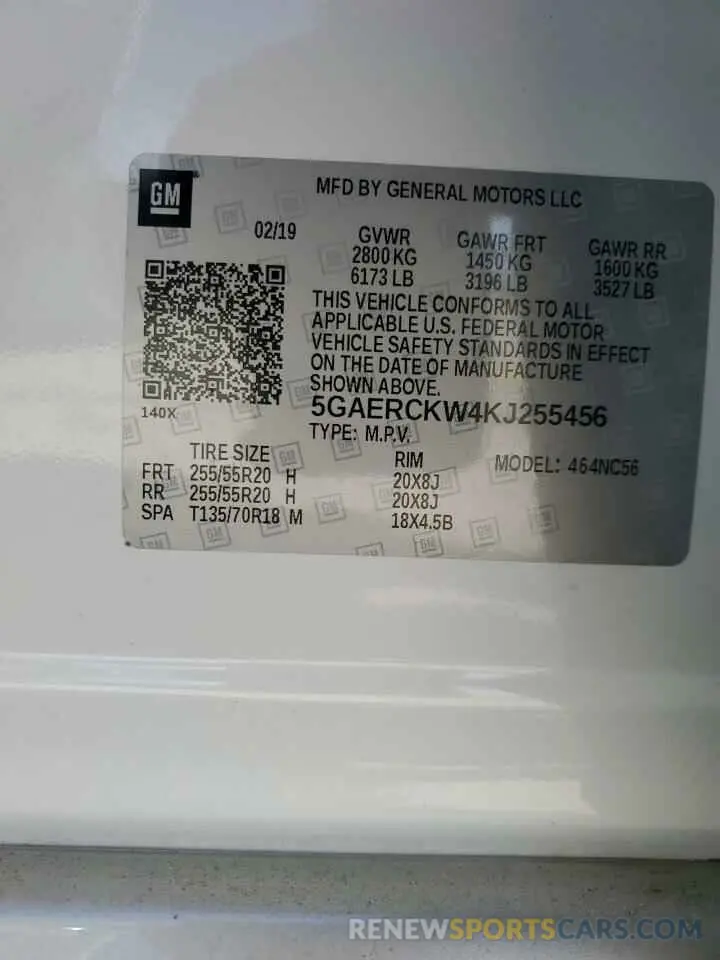 GM
MFD BY GENERAL MOTORS LLC
02/19
GVWR GAWR FRT GAWR RR
2800 KG 1450 KG 1600 KG
6173 LB 3196 LB 3527 LB
THIS VEHICLE CONFORMS TO ALL
APPLICABLE U.S. FEDERAL MOTOR
VEHICLE SAFETY STANDARDS IN EFFECT
ON THE DATE OF MANUFACTURE
SHOWN ABOVE.
140X
5GAERCKW4KJ255456
TYPE: M.P.V.
TIRE SIZE RIM MODEL: 464NC56
FRT 255/55R20 H 20X8J
RR 255/55R20 H 20X8J
SPA T135/70R18 M 18X4.5B
RENEWSPORTSCARS.COM